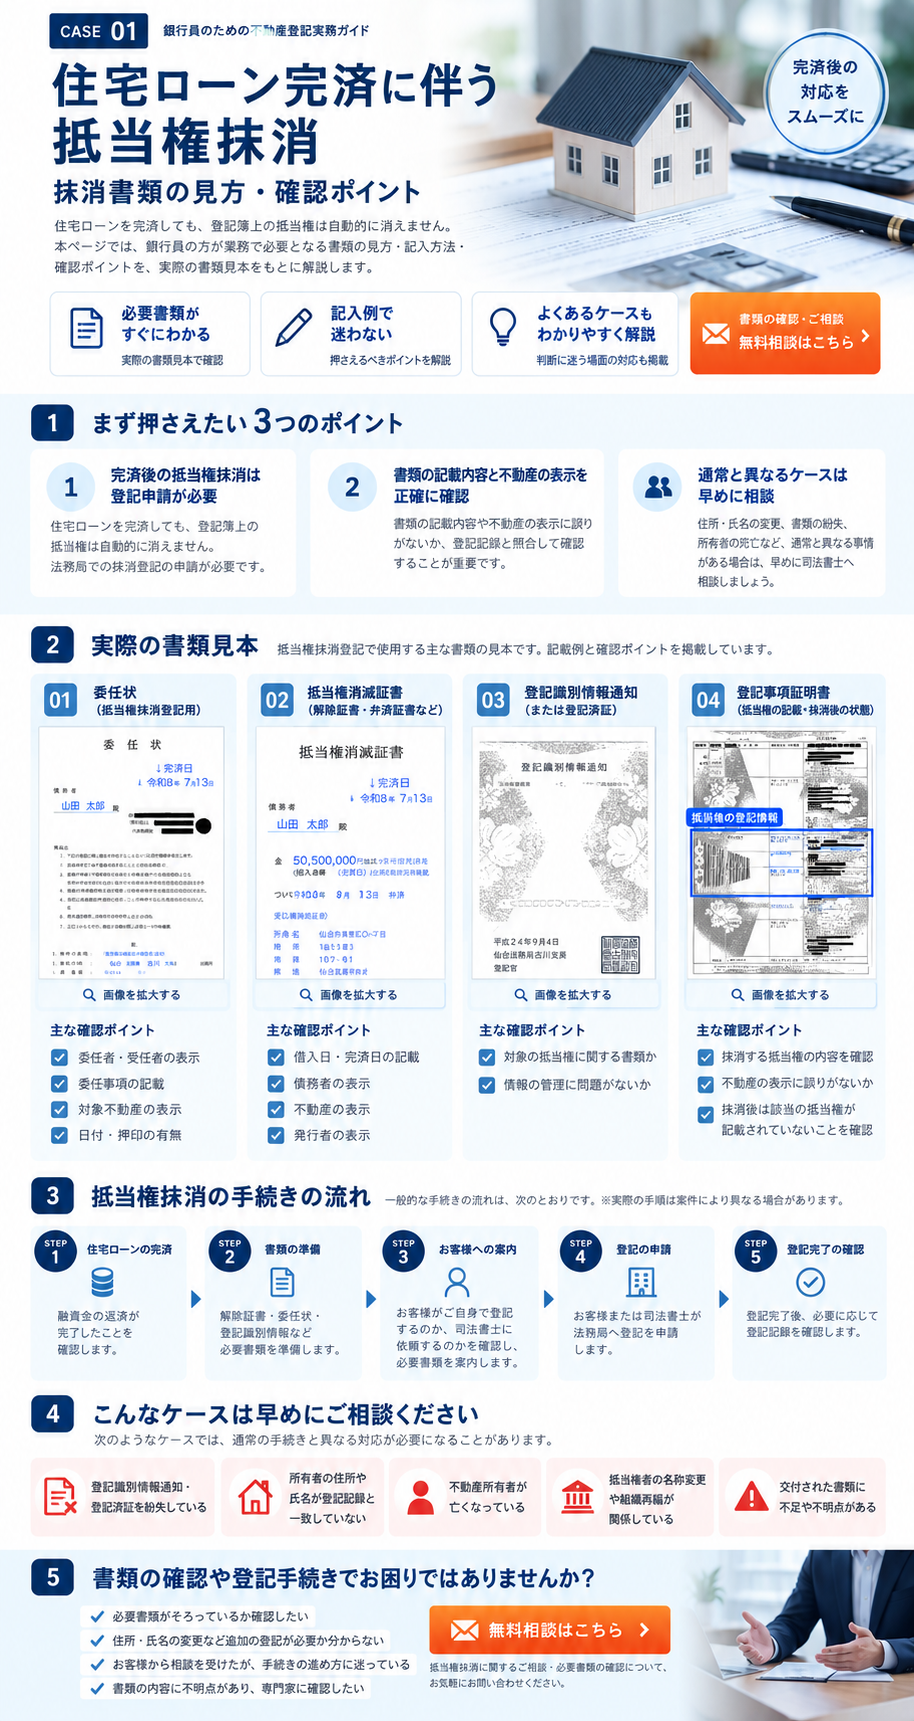 CASE 01
銀行員のための不動産登記実務ガイド
住宅ローン完済に伴う
抵当権抹消
抹消書類の見方・確認ポイント
住宅ローンを完済しても、登記簿上の抵当権は自動的に消えません。
本ページでは、銀行員の方が業務で必要となる書類の見方・記入方法・
確認ポイントを、実際の書類見本をもとに解説します。
完済後の
対応を
スムーズに
必要書類が
すぐにわかる
実際の書類見本で確認
記入例で
迷わない
押さえるべきポイントを解説
よくあるケースも
わかりやすく解説
判断に迷う場面の対応も掲載
書類の確認・ご相談
無料相談はこちら
1 まず押さえたい3つのポイント
1
完済後の抵当権抹消は
登記申請が必要
住宅ローンを完済しても、登記簿上の
抵当権は自動的に消えません。
法務局での抹消登記の申請が必要です。
2
書類の記載内容と不動産の表示を
正確に確認
書類の記載内容や不動産の表示に誤り
がないか、登記記録と照合して確認
することが重要です。
通常と異なるケースは
早めに相談
住所・氏名の変更、書類の紛失、
所有者の死亡など、通常と異なる事情
がある場合は、早めに司法書士へ
相談しましょう。
2 実際の書類見本
抵当権抹消登記で使用する主な書類の見本です。記載例と確認ポイントを掲載しています。
01 委任状
(抵当権抹消登記用)
委 任 状
↓完済日
令和8年 7月13日
債務者
山田 太郎 殿
記
画像を拡大する
主な確認ポイント
委任者・受任者の表示
委任事項の記載
対象不動産の表示
日付・押印の有無
02 抵当権消滅証書
(解除証書・弁済証書など)
抵当権消滅証書
↓完済日
令和8年 7月13日
債務者
山田 太郎 殿
金 50,500,000円
8月 13日
画像を拡大する
主な確認ポイント
借入日・完済日の記載
債務者の表示
不動産の表示
発行者の表示
03 登記識別情報通知
(または登記済証)
登記識別情報通知
平成24年9月4日
仙台法務局古川支局
登記官
画像を拡大する
主な確認ポイント
対象の抵当権に関する書類か
情報の管理に問題がないか
04 登記事項証明書
(抵当権の記載・抹消後の状態)
抵当権の登記情報
画像を拡大する
主な確認ポイント
抹消する抵当権の内容を確認
不動産の表示に誤りがないか
抹消後は該当の抵当権が
記載されていないことを確認
3 抵当権抹消の手続きの流れ
一般的な手続きの流れは、次のとおりです。※実際の手順は案件により異なる場合があります。
STEP 1
住宅ローンの完済
融資金の返済が
完了したことを
確認します。
STEP 2
書類の準備
解除証書・委任状・
登記識別情報など
必要書類を準備します。
STEP 3
お客様への案内
お客様がご自身で登記
するのか、司法書士に
依頼するのかを確認し、
必要書類を案内します。
STEP 4
登記の申請
お客様または司法書士が
法務局へ登記を申請
します。
STEP 5
登記完了の確認
登記完了後、必要に応じて
登記記録を確認します。
4 こんなケースは早めにご相談ください
次のようなケースでは、通常の手続きと異なる対応が必要になることがあります。
登記識別情報通知・
登記済証を紛失している
所有者の住所や
氏名が登記記録と
一致していない
不動産所有者が
亡くなっている
抵当権者の名称変更
や組織再編が
関係している
交付された書類に
不足や不明点がある
5 書類の確認や登記手続きでお困りではありませんか?
必要書類がそろっているか確認したい
住所・氏名の変更など追加の登記が必要か分からない
お客様から相談を受けたが、手続きの進め方に迷っている
書類の内容に不明点があり、専門家に確認したい
無料相談はこちら
抵当権抹消に関するご相談・必要書類の確認について、
お気軽にお問い合わせください。